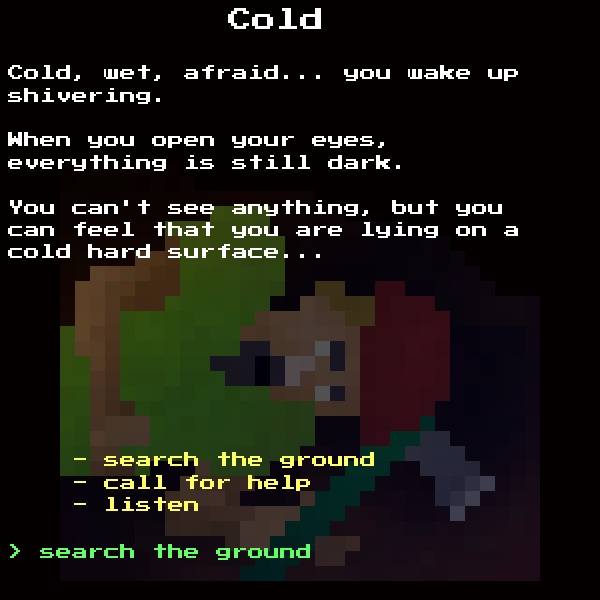 Cold
Cold, wet, afraid... you wake up
shivering.
When you open your eyes,
everything is still dark.
You can't see anything, but you
can feel that you are lying on a
cold hard surface...
- search the ground
- call for help
- listen
> search the ground